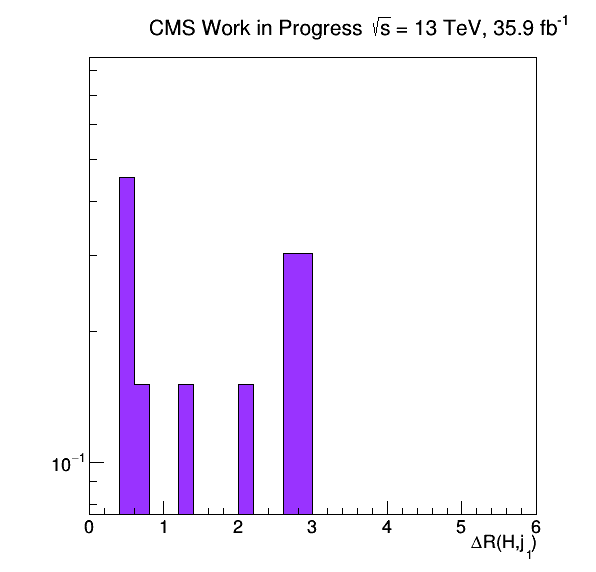 CMS Work in Progress √s = 13 TeV, 35.9 fb⁻¹
10⁻¹
0 1 2 3 4 5 6
ΔR(H,j₁)